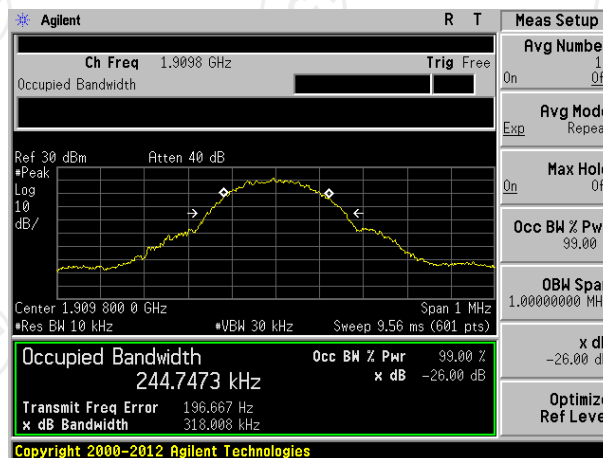 Agilent R T
Meas Setup
Ch Freq 1.9098 GHz Trig Free
Occupied Bandwidth
Avg Numbe
1
On Of
Avg Mod
Exp Repea
Max Hol
On Of
Occ BW % Pw
99.00
OBW Spa
1.00000000 MH
x d
-26.00 d
Optimiz
Ref Leve
Ref 30 dBm Atten 40 dB
#Peak
Log
10
dB/
Center 1.909 800 0 GHz Span 1 MHz
#Res BW 10 kHz #VBW 30 kHz Sweep 9.56 ms (601 pts)
Occupied Bandwidth Occ BW % Pwr 99.00 %
244.7473 kHz x dB -26.00 dB
Transmit Freq Error 196.667 Hz
x dB Bandwidth 318.008 kHz
Copyright 2000-2012 Agilent Technologies